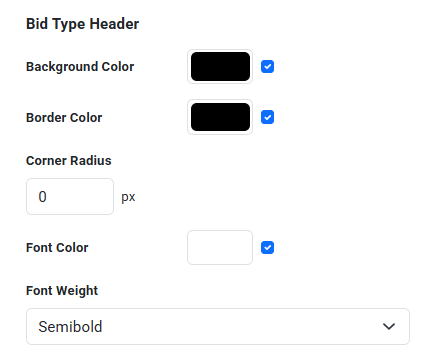 Bid Type Header
Background Color
Border Color
Corner Radius
0 px
Font Color
Font Weight
Semibold